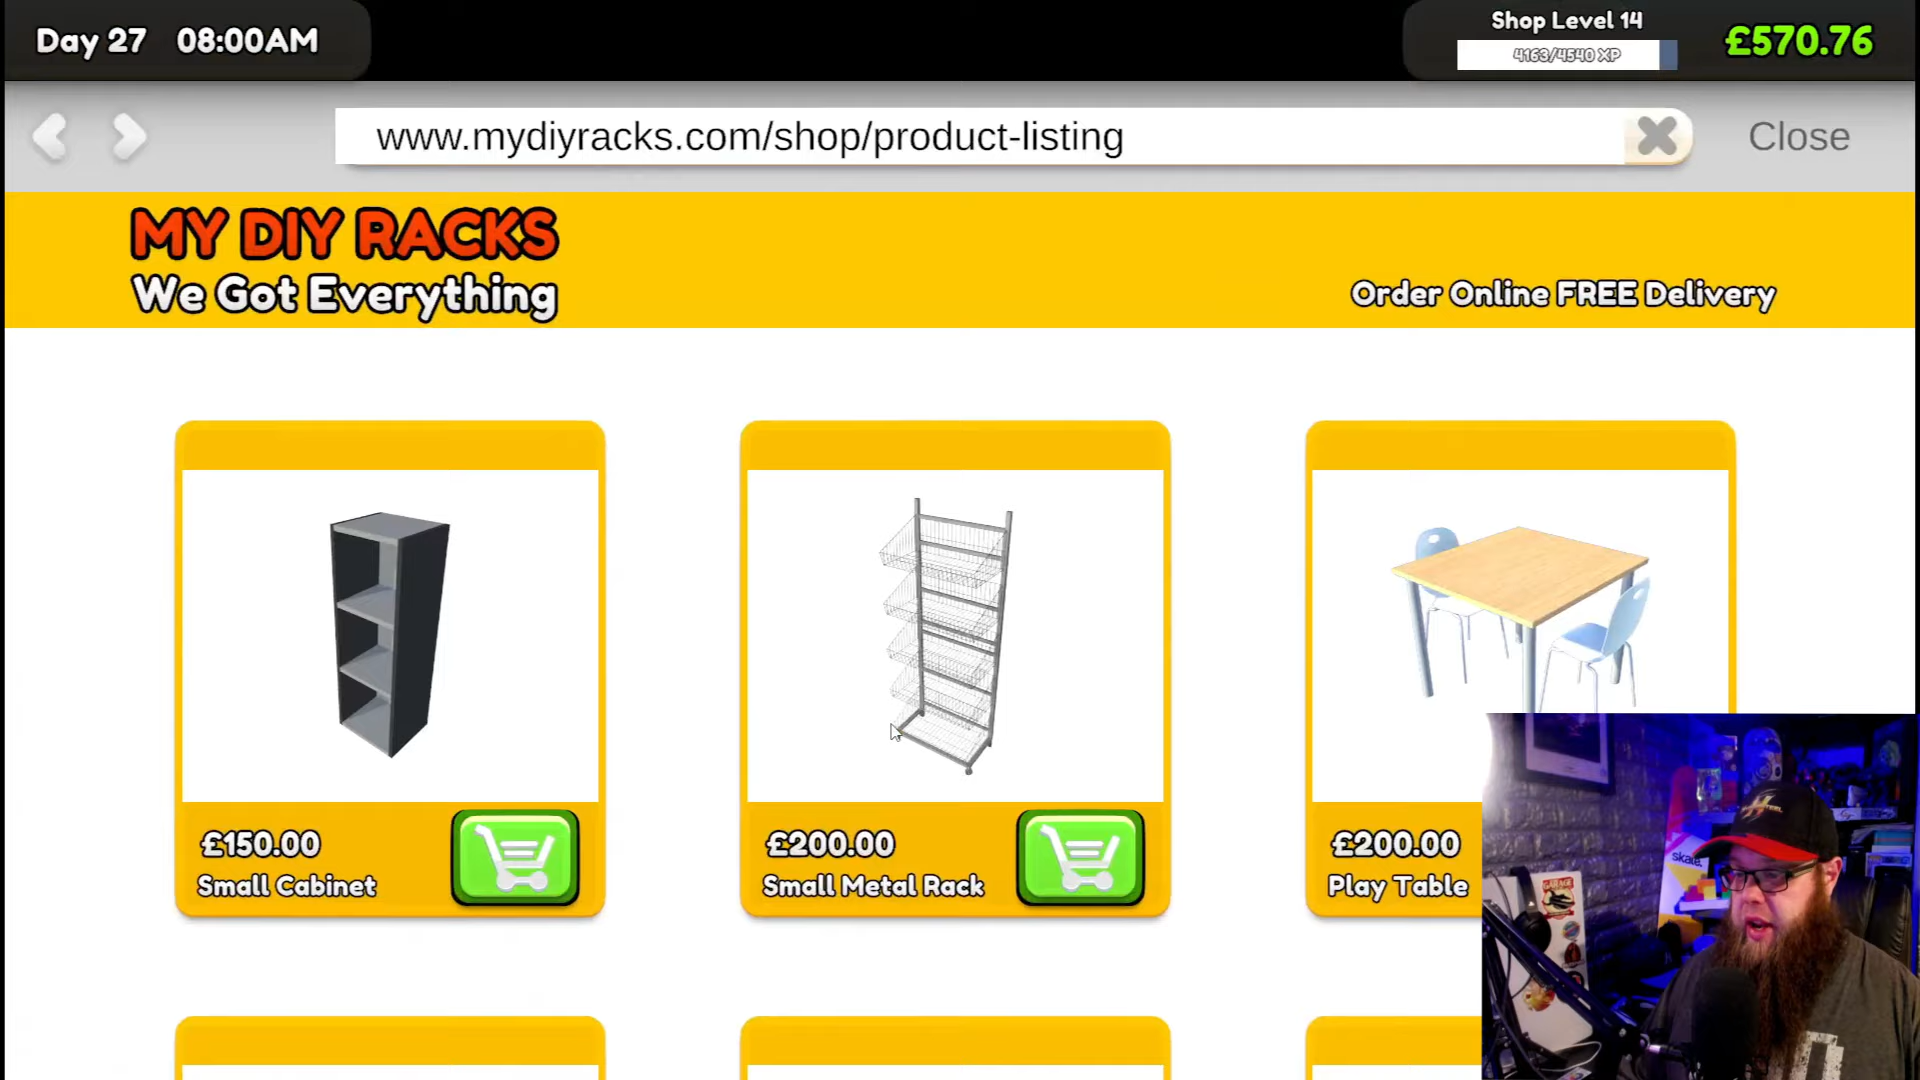 Day 27 08:00AM
Shop Level 14
4163/4540 XP
£570.76
www.mydiyracks.com/shop/product-listing
Close
MY DIY RACKS
We Got Everything
Order Online FREE Delivery
£150.00
Small Cabinet
£200.00
Small Metal Rack
£200.00
Play Table
skate.